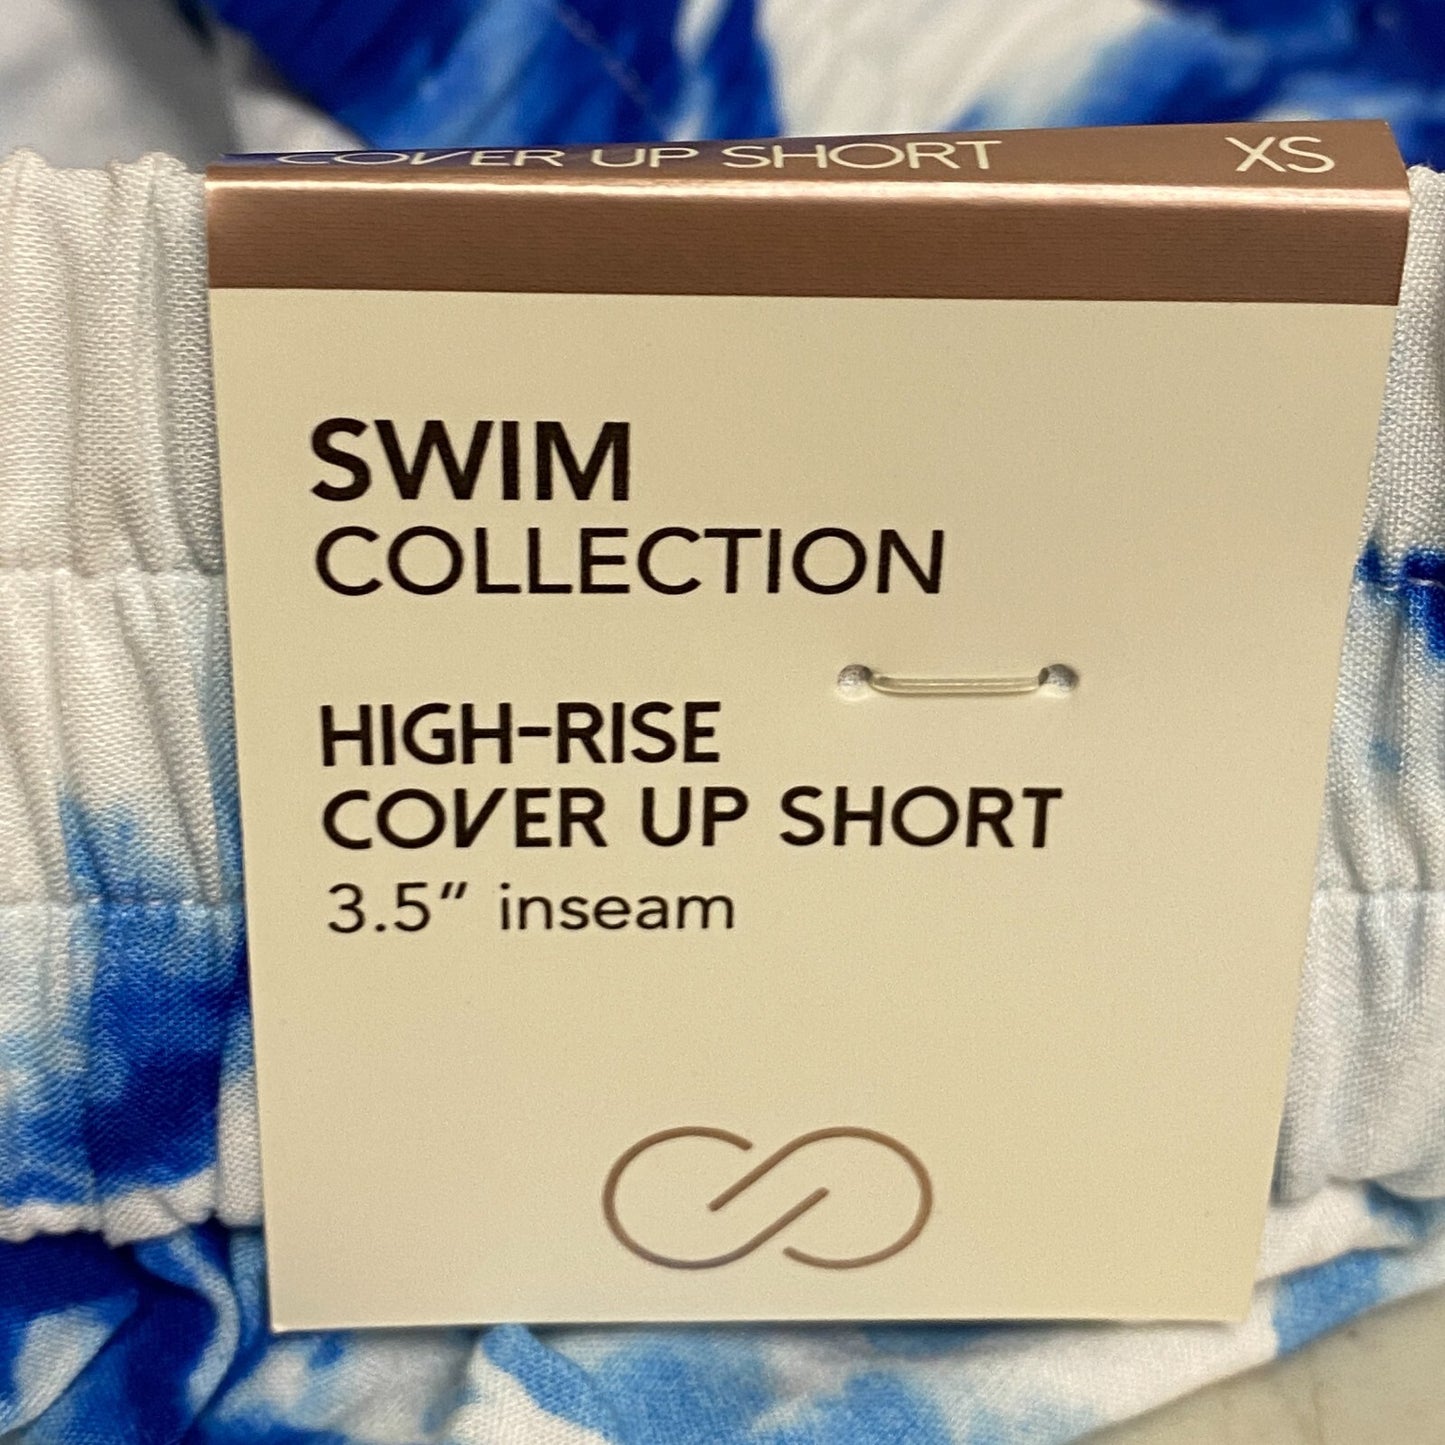 COVER UP SHORT XS
SWIM
COLLECTION
HIGH-RISE
COVER UP SHORT
3.5" inseam